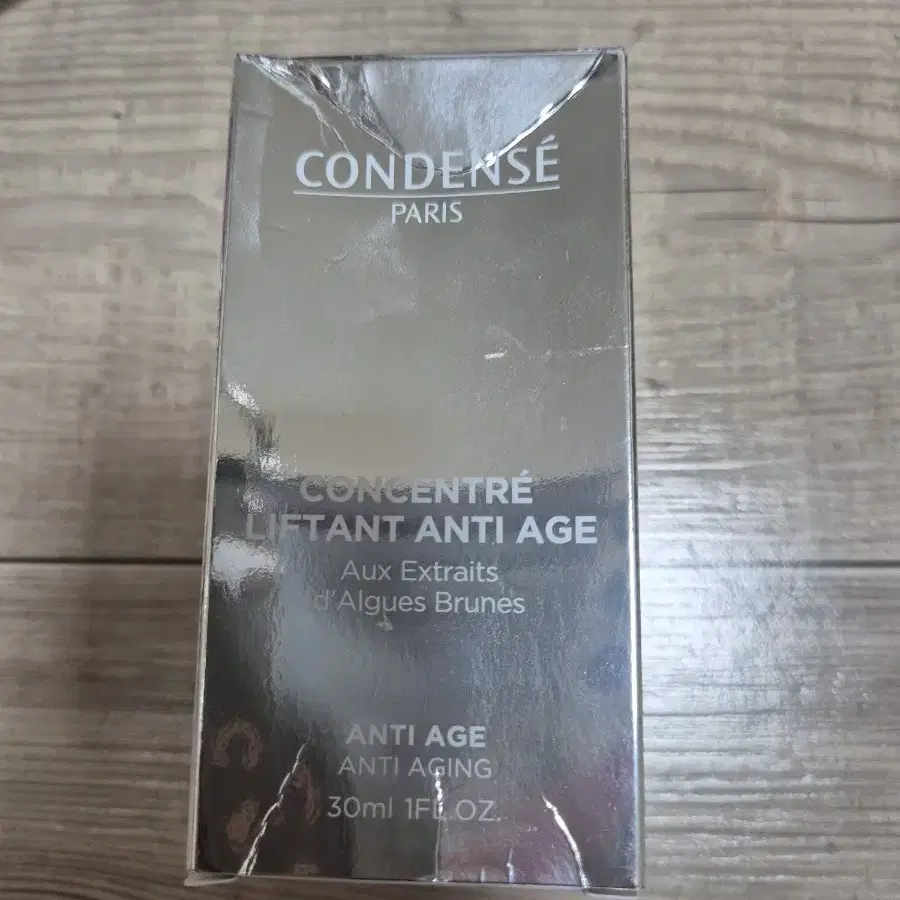 CONDENSÉ
PARIS
CONCENTRÉ
LIFTANT ANTI AGE
Aux Extraits
d'Algues Brunes
ANTI AGE
ANTI AGING
30ml 1FL.OZ.